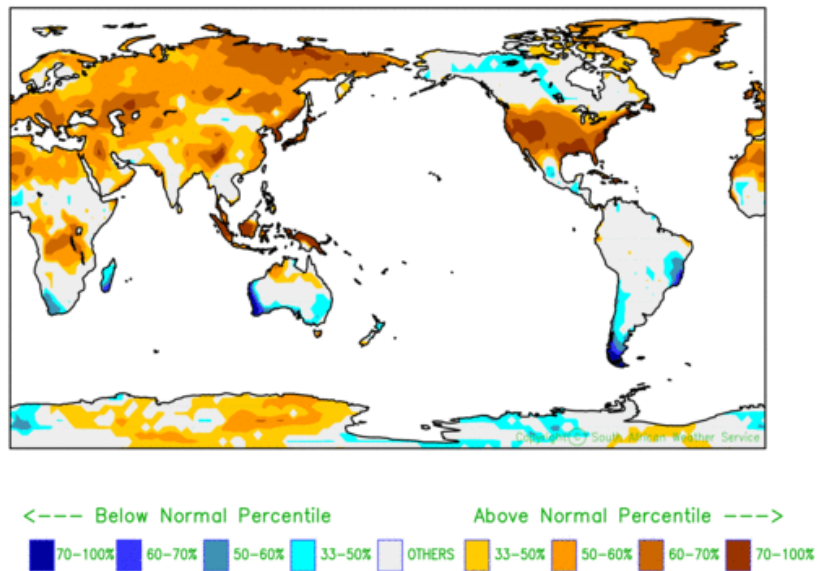 Copyright © South African Weather Service
<--- Below Normal Percentile
Above Normal Percentile --->
70-100% 60-70% 50-60% 33-50% OTHERS 33-50% 50-60% 60-70% 70-100%